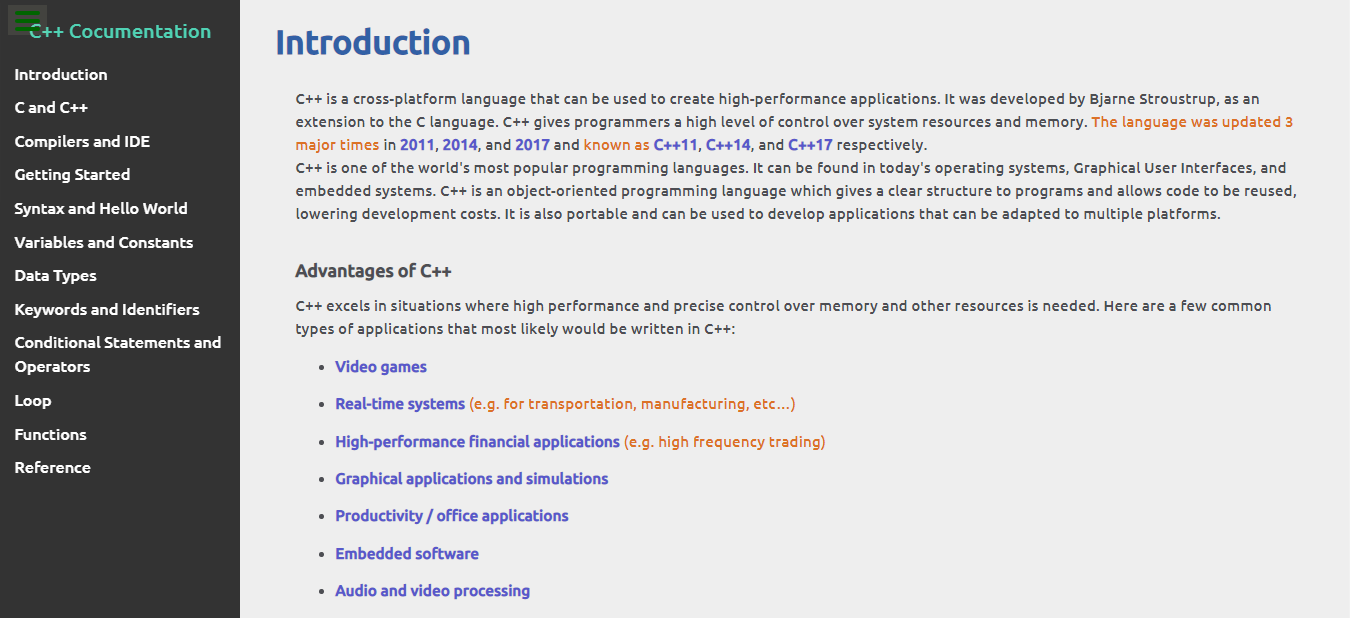 C++ Cocumentation
Introduction
C and C++
Compilers and IDE
Getting Started
Syntax and Hello World
Variables and Constants
Data Types
Keywords and Identifiers
Conditional Statements and
Operators
Loop
Functions
Reference
Introduction
C++ is a cross-platform language that can be used to create high-performance applications. It was developed by Bjarne Stroustrup, as an
extension to the C language. C++ gives programmers a high level of control over system resources and memory. The language was updated 3
major times in 2011, 2014, and 2017 and known as C++11, C++14, and C++17 respectively.
C++ is one of the world's most popular programming languages. It can be found in today's operating systems, Graphical User Interfaces, and
embedded systems. C++ is an object-oriented programming language which gives a clear structure to programs and allows code to be reused,
lowering development costs. It is also portable and can be used to develop applications that can be adapted to multiple platforms.
Advantages of C++
C++ excels in situations where high performance and precise control over memory and other resources is needed. Here are a few common
types of applications that most likely would be written in C++:
• Video games
• Real-time systems (e.g. for transportation, manufacturing, etc…)
• High-performance financial applications (e.g. high frequency trading)
• Graphical applications and simulations
• Productivity / office applications
• Embedded software
• Audio and video processing